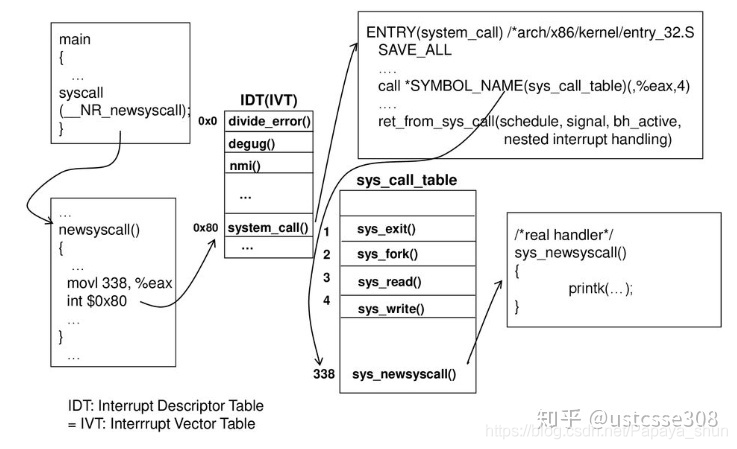 main
{
...
syscall
(__NR_newsyscall);
}
...
newsyscall()
{
...
movl 338, %eax
int $0x80
...
}
...
IDT(IVT)
0x0
divide_error()
degug()
nmi()
...
0x80
system_call()
...
ENTRY(system_call) /*arch/x86/kernel/entry_32.S
SAVE_ALL
....
call *SYMBOL_NAME(sys_call_table)(,%eax,4)
....
ret_from_sys_call(schedule, signal, bh_active,
nested interrupt handling)
sys_call_table
1 sys_exit()
2 sys_fork()
3 sys_read()
4 sys_write()
338 sys_newsyscall()
/*real handler*/
sys_newsyscall()
{
printk(...);
}
IDT: Interrupt Descriptor Table
= IVT: Interrrupt Vector Table
知乎 @ustcsse308
https://blog.csdn.net/Papaya_shun